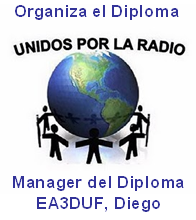 Organiza el Diploma
UNIDOS POR LA RADIO
Manager del Diploma
EA3DUF, Diego